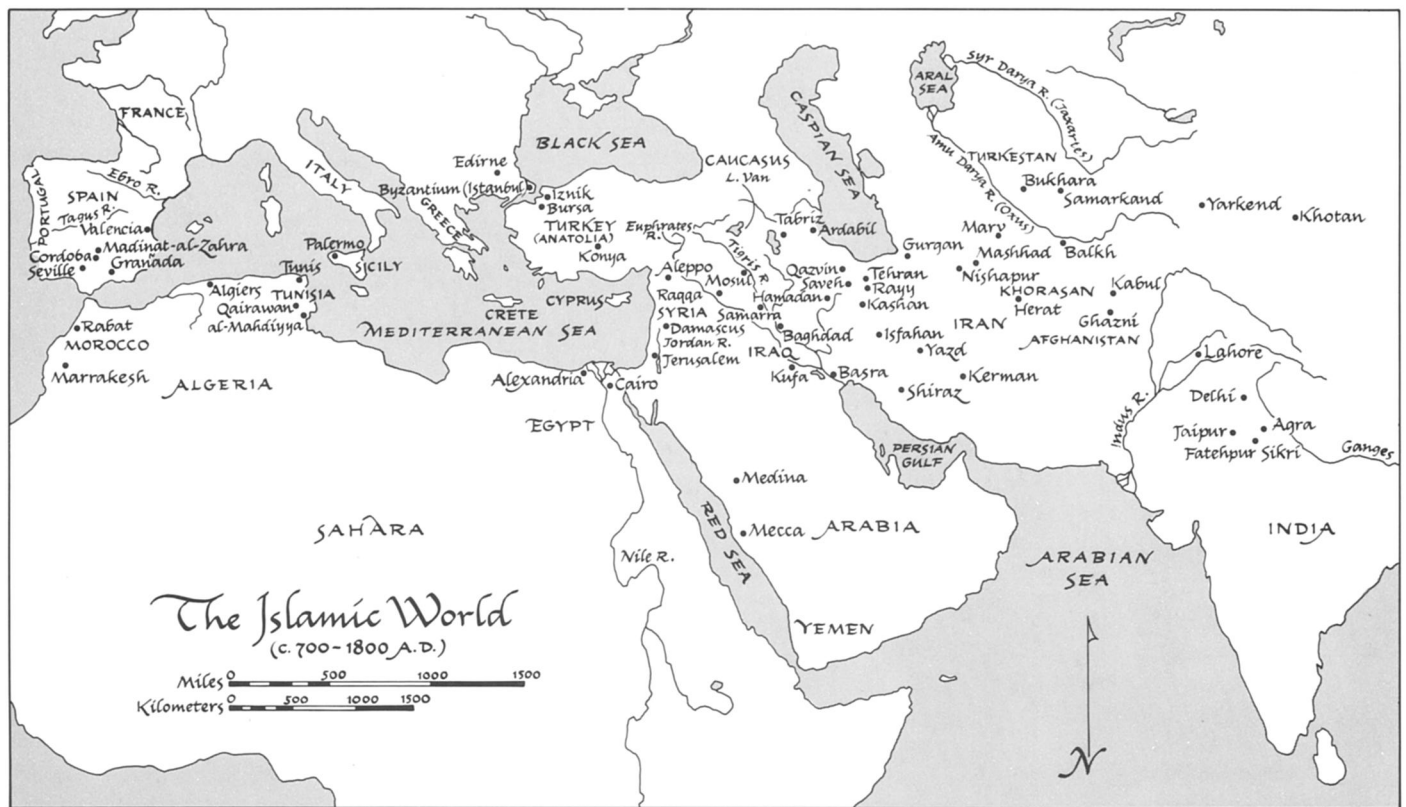 The Islamic World
(c. 700–1800 A.D.)
Miles 0 500 1000 1500
Kilometers 0 500 1000 1500
FRANCE
PORTUGAL
SPAIN
Ebro R.
Tagus R.
Valencia
Madinat-al-Zahra
Cordoba
Seville
Grañada
Rabat
MOROCCO
Marrakesh
ALGERIA
Algiers
Tunis
TUNISIA
Qairawan
al-Mahdiyya
ITALY
Palermo
SICILY
GREECE
CRETE
CYPRUS
MEDITERRANEAN SEA
BLACK SEA
Edirne
Byzantium (Istanbul)
Iznik
Bursa
TURKEY
(ANATOLIA)
Konya
CAUCASUS
L. Van
Euphrates
R.
Tigris R.
CASPIAN SEA
ARAL
SEA
Syr Darya R. (Jaxartes)
Amu Darya R. (Oxus)
TURKESTAN
Bukhara
Samarkand
Yarkend
Khotan
Tabriz
Ardabil
Gurgan
Marv
Mashhad
Balkh
Nishapur
KHORASAN
Herat
Kabul
Ghazni
AFGHANISTAN
Aleppo
Raqqa
SYRIA
Damascus
Jordan R.
Jerusalem
Mosul
Samarra
Baghdad
IRAQ
Kufa
Basra
Qazvin
Saveh
Hamadan
Tehran
Rayy
Kashan
Isfahan
IRAN
Yazd
Kerman
Shiraz
Alexandria
Cairo
EGYPT
Nile R.
SAHARA
RED SEA
Medina
Mecca
ARABIA
YEMEN
PERSIAN
GULF
ARABIAN
SEA
Indus R.
Lahore
Delhi
Jaipur
Agra
Fatehpur Sikri
Ganges
INDIA
N